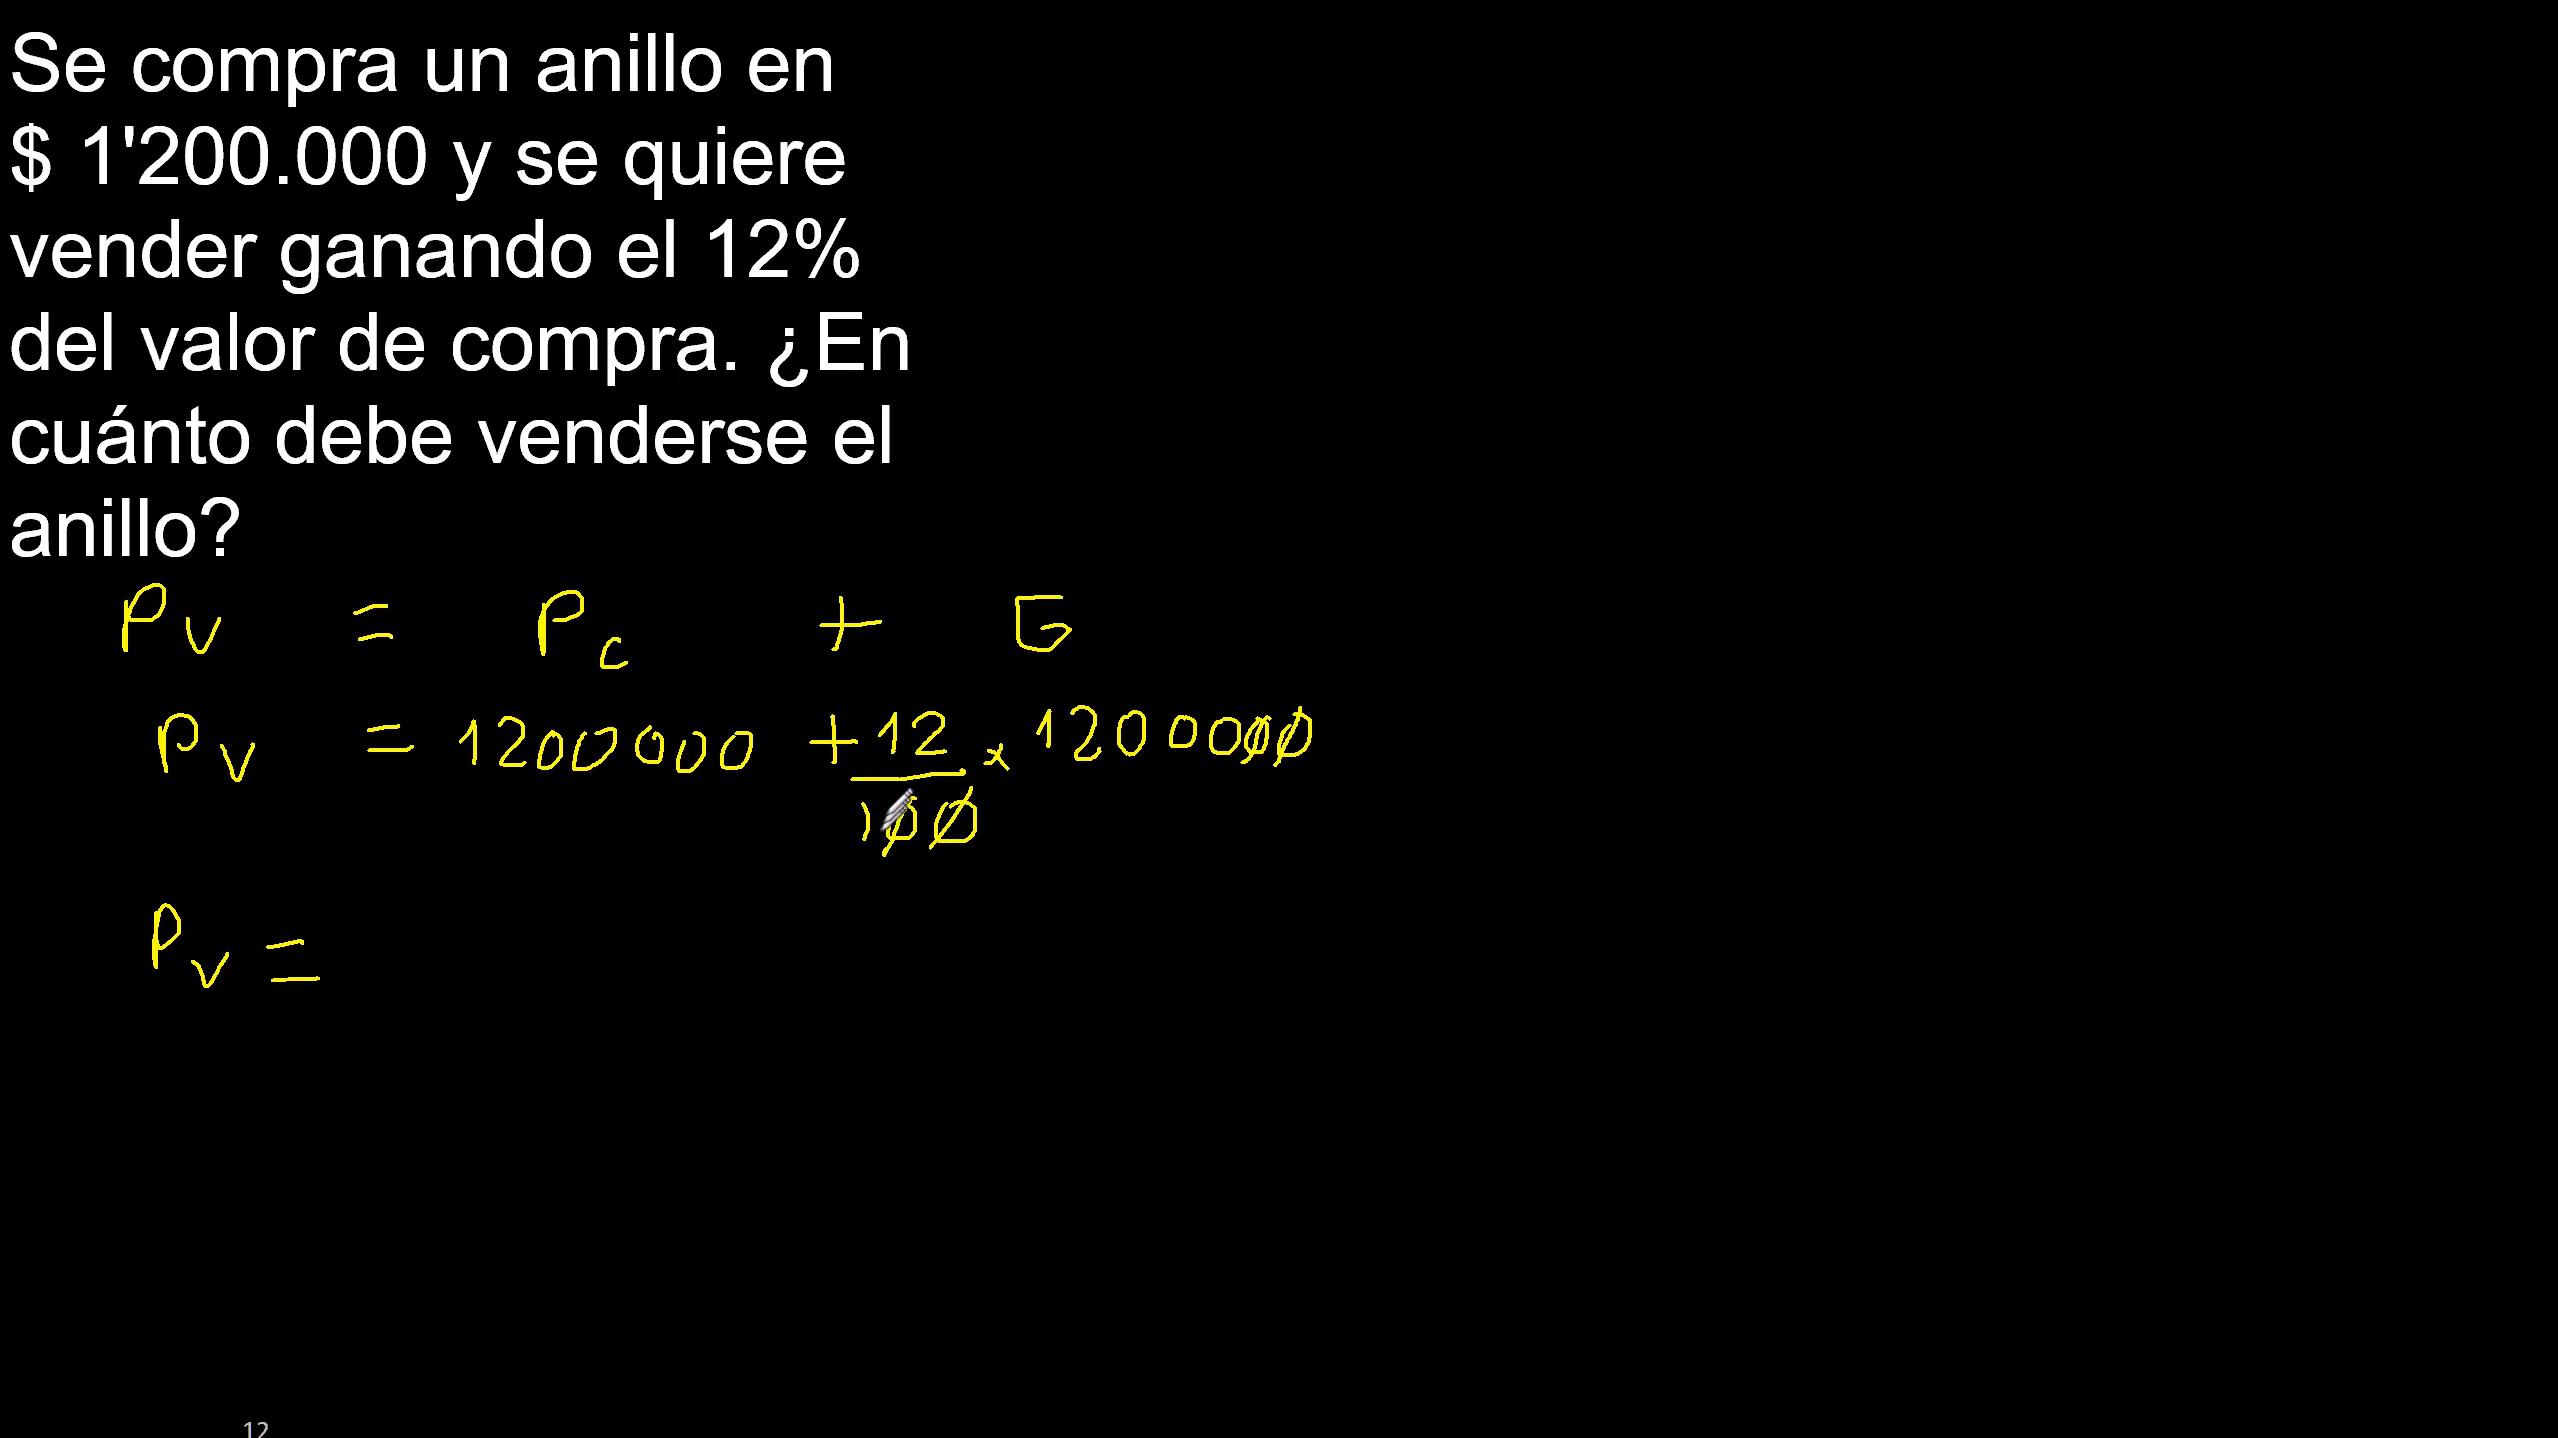 Se compra un anillo en
$ 1'200.000 y se quiere
vender ganando el 12%
del valor de compra. ¿En
cuánto debe venderse el
anillo?
Pv = Pc + G
Pv = 1200000 + 12 x 1200000
100
Pv =
12